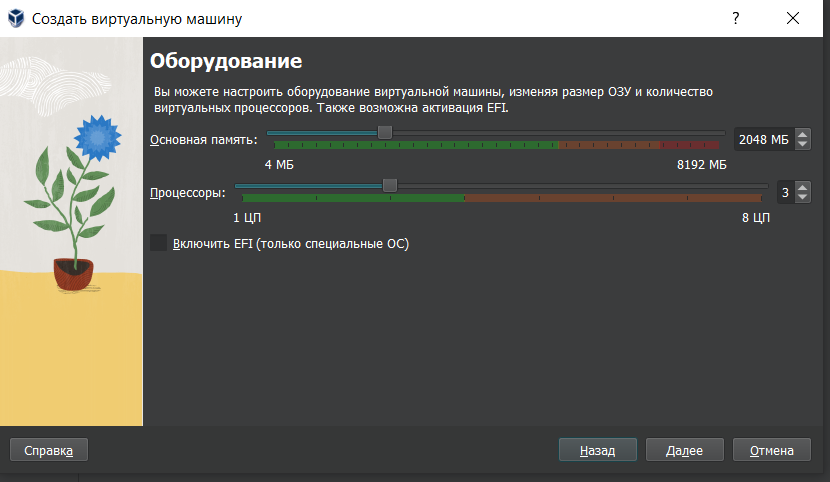 Создать виртуальную машину
?
Оборудование
Вы можете настроить оборудование виртуальной машины, изменяя размер ОЗУ и количество
виртуальных процессоров. Также возможна активация EFI.
Основная память: 2048 МБ
4 МБ 8192 МБ
Процессоры: 3
1 ЦП 8 ЦП
Включить EFI (только специальные ОС)
Справка Назад Далее Отмена